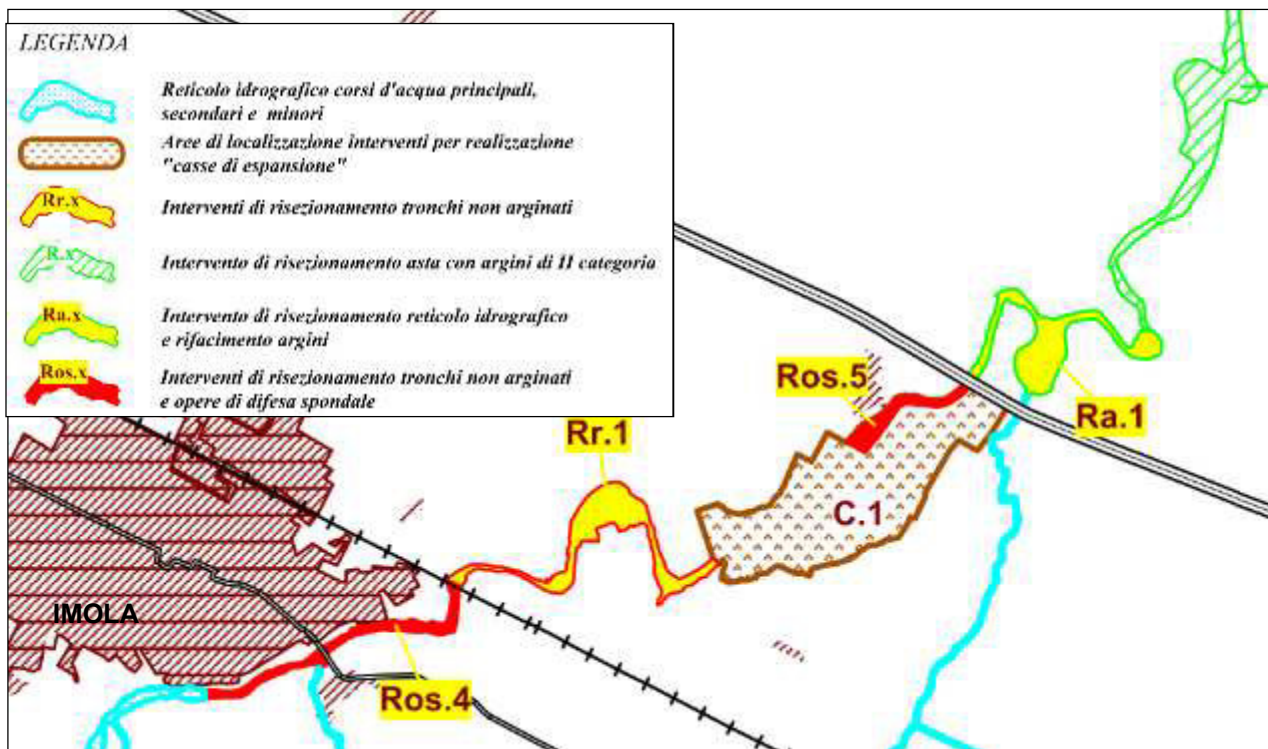 LEGENDA
Reticolo idrografico corsi d'acqua principali,
secondari e minori
Aree di localizzazione interventi per realizzazione
"casse di espansione"
Rr.x
Interventi di risezionamento tronchi non arginati
R.x
Intervento di risezionamento asta con argini di II categoria
Ra.x
Intervento di risezionamento reticolo idrografico
e rifacimento argini
Ros.x
Interventi di risezionamento tronchi non arginati
e opere di difesa spondale
Ros.5
Ra.1
Rr.1
C.1
IMOLA
Ros.4